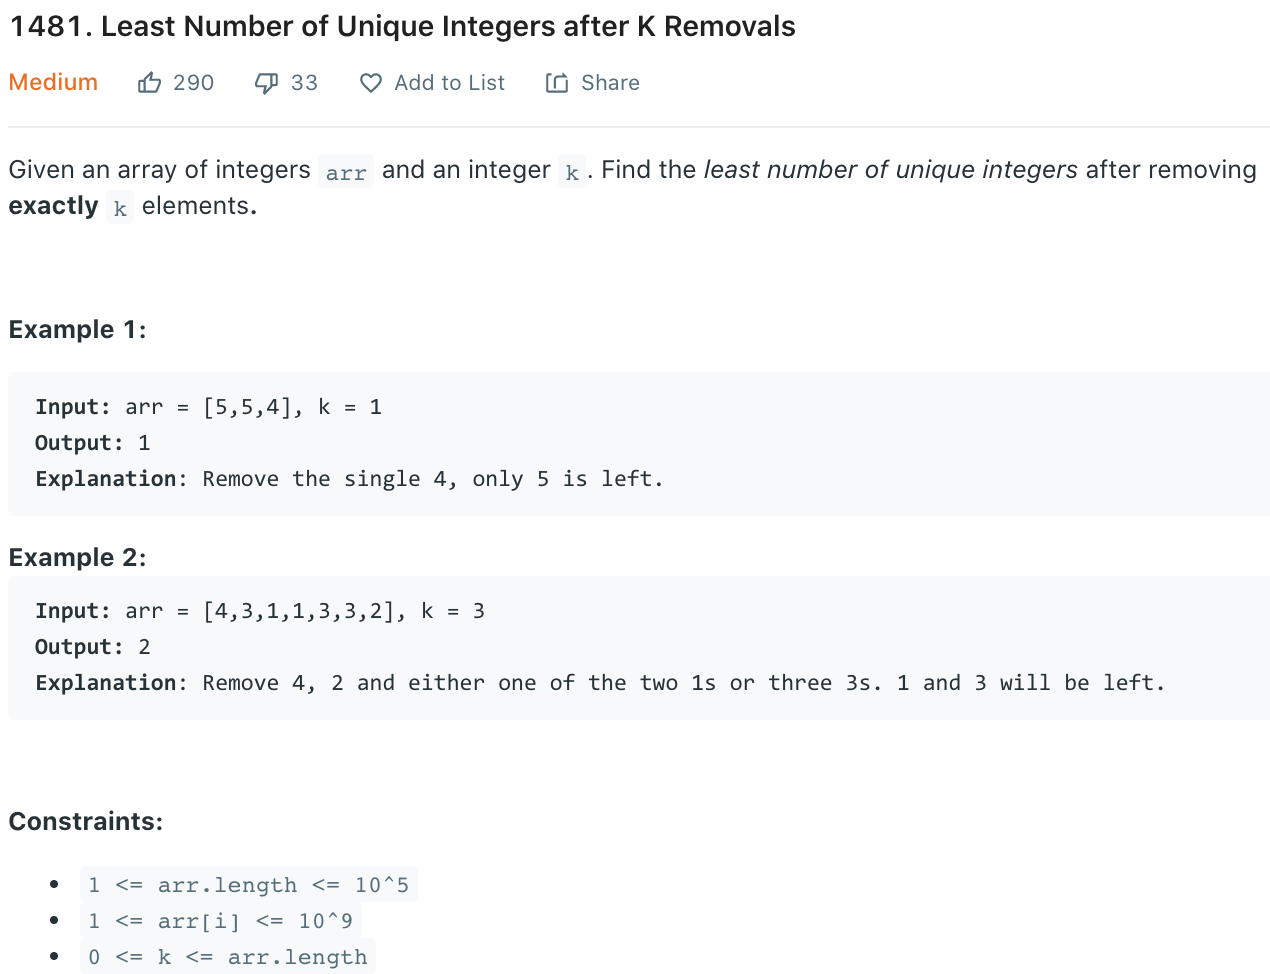 1481. Least Number of Unique Integers after K Removals
Medium 290 33 Add to List Share
Given an array of integers arr and an integer k. Find the least number of unique integers after removing
exactly k elements.
Example 1:
Input: arr = [5,5,4], k = 1
Output: 1
Explanation: Remove the single 4, only 5 is left.
Example 2:
Input: arr = [4,3,1,1,3,3,2], k = 3
Output: 2
Explanation: Remove 4, 2 and either one of the two 1s or three 3s. 1 and 3 will be left.
Constraints:
• 1 <= arr.length <= 10^5
• 1 <= arr[i] <= 10^9
• 0 <= k <= arr.length